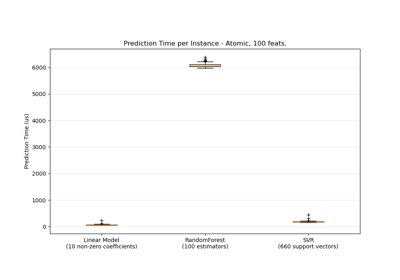 Prediction Time per Instance - Atomic, 100 feats.
6000
5000
4000
3000
2000
1000
0
Prediction Time (us)
Linear Model
(10 non-zero coefficients)
RandomForest
(100 estimators)
SVR
(660 support vectors)